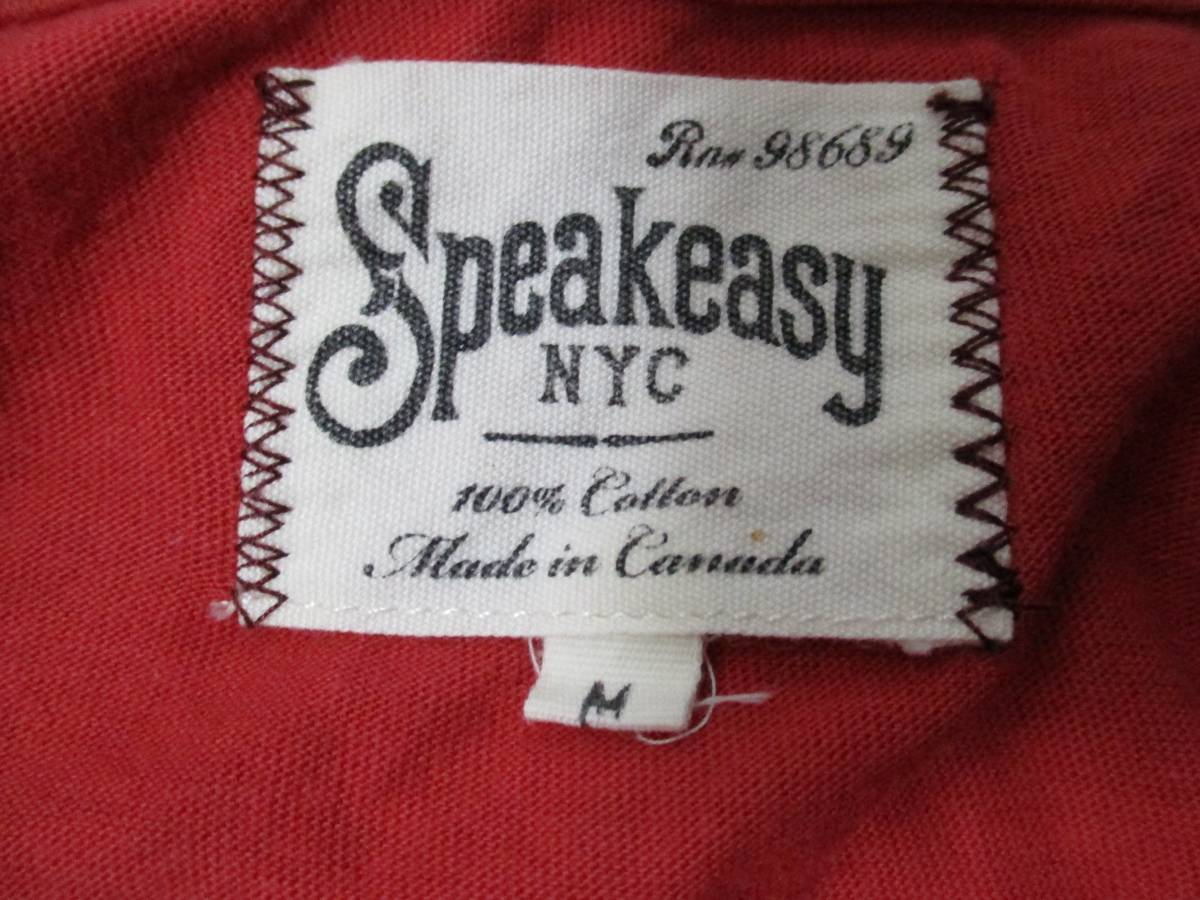 Rn# 98689
Speakeasy
NYC
100% Cotton
Made in Canada
M